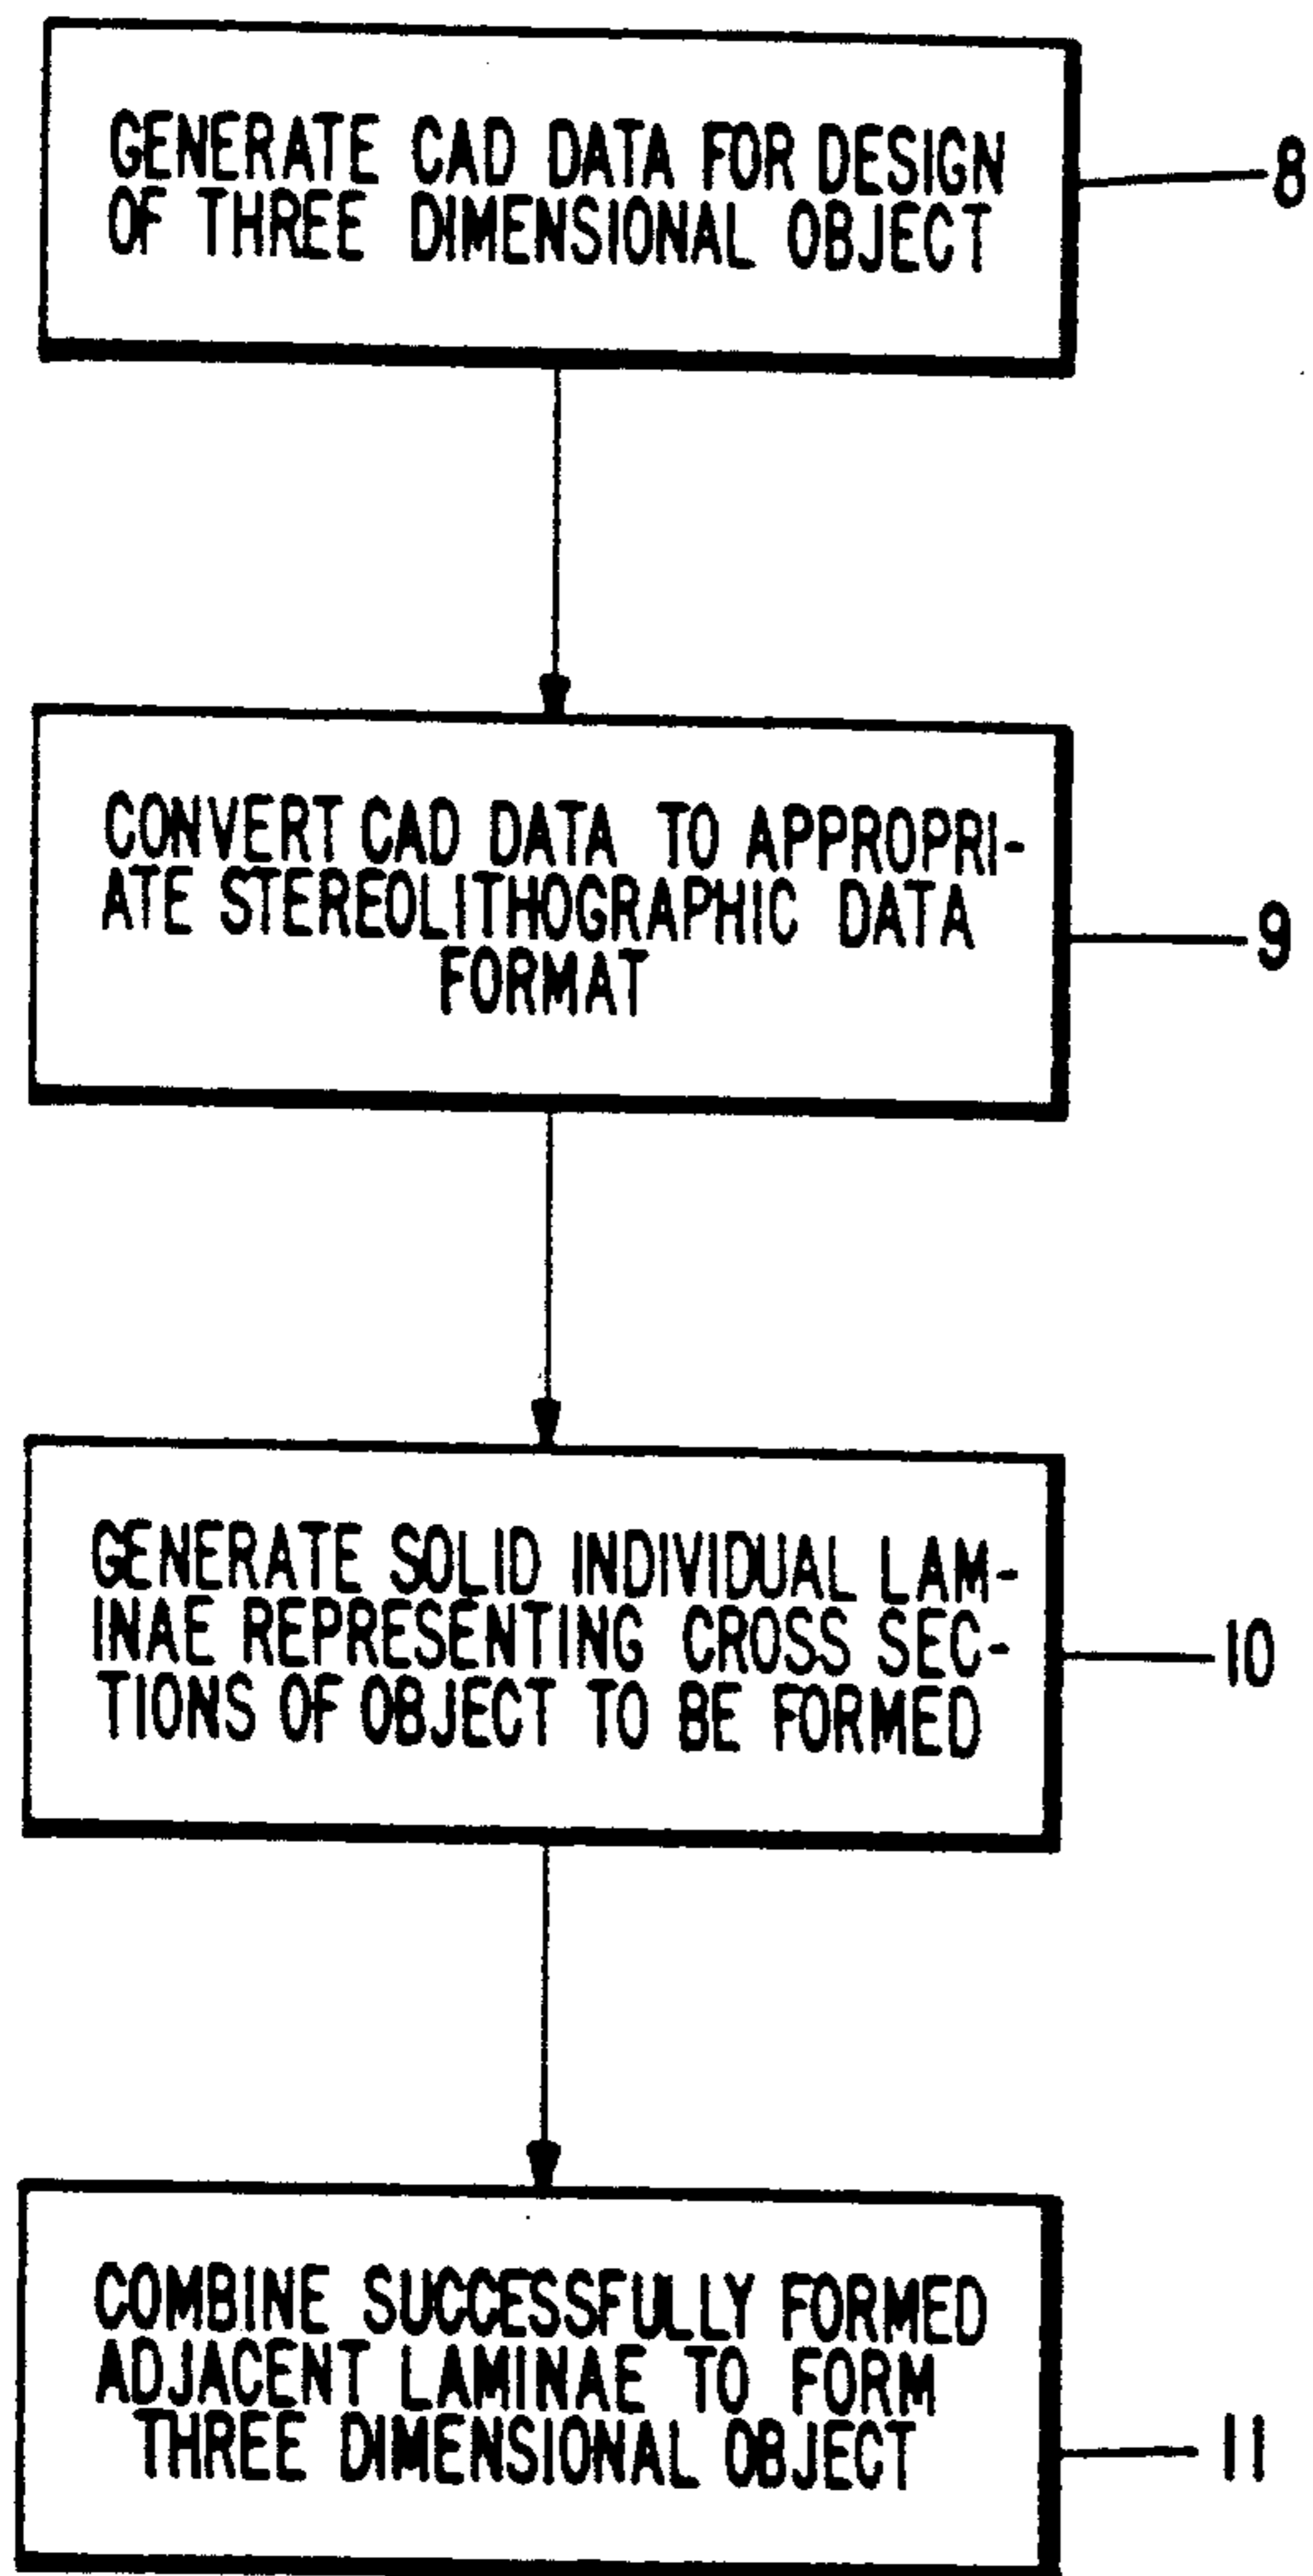 GENERATE CAD DATA FOR DESIGN
OF THREE DIMENSIONAL OBJECT
8
CONVERT CAD DATA TO APPROPRI-
ATE STEREOLITHOGRAPHIC DATA
FORMAT
9
GENERATE SOLID INDIVIDUAL LAM-
INAE REPRESENTING CROSS SEC-
TIONS OF OBJECT TO BE FORMED
10
COMBINE SUCCESSFULLY FORMED
ADJACENT LAMINAE TO FORM
THREE DIMENSIONAL OBJECT
11